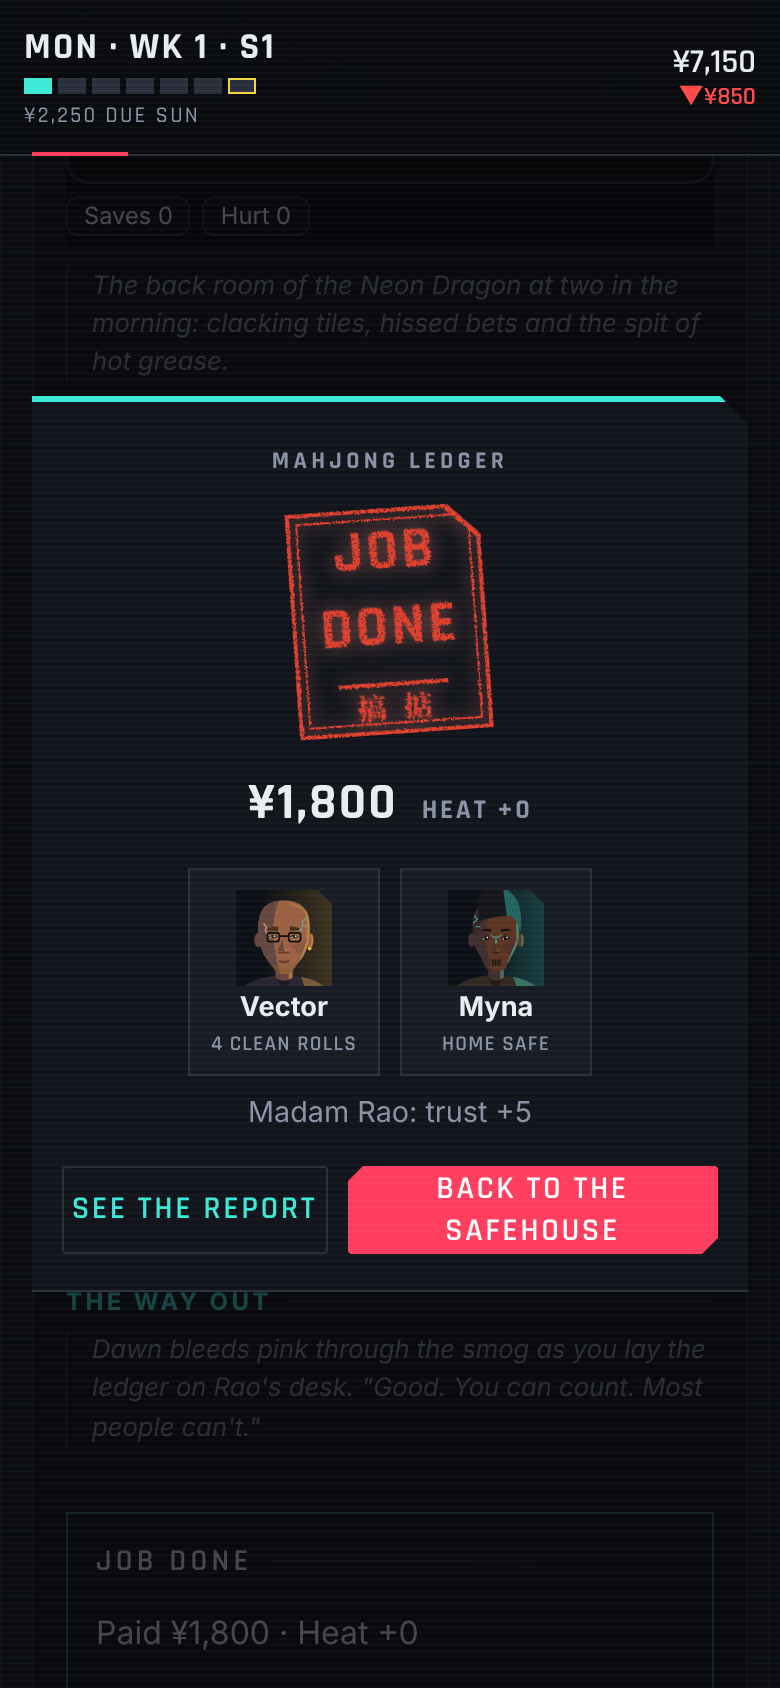 MON · WK 1 · S1
¥7,150
▼¥850
¥2,250 DUE SUN
Saves 0
Hurt 0
The back room of the Neon Dragon at two in the
morning: clacking tiles, hissed bets and the spit of
hot grease.
MAHJONG LEDGER
JOB
DONE
搞掂
¥1,800 HEAT +0
Vector
4 CLEAN ROLLS
Myna
HOME SAFE
Madam Rao: trust +5
SEE THE REPORT
BACK TO THE
SAFEHOUSE
THE WAY OUT
Dawn bleeds pink through the smog as you lay the
ledger on Rao's desk. "Good. You can count. Most
people can't."
JOB DONE
Paid ¥1,800 · Heat +0